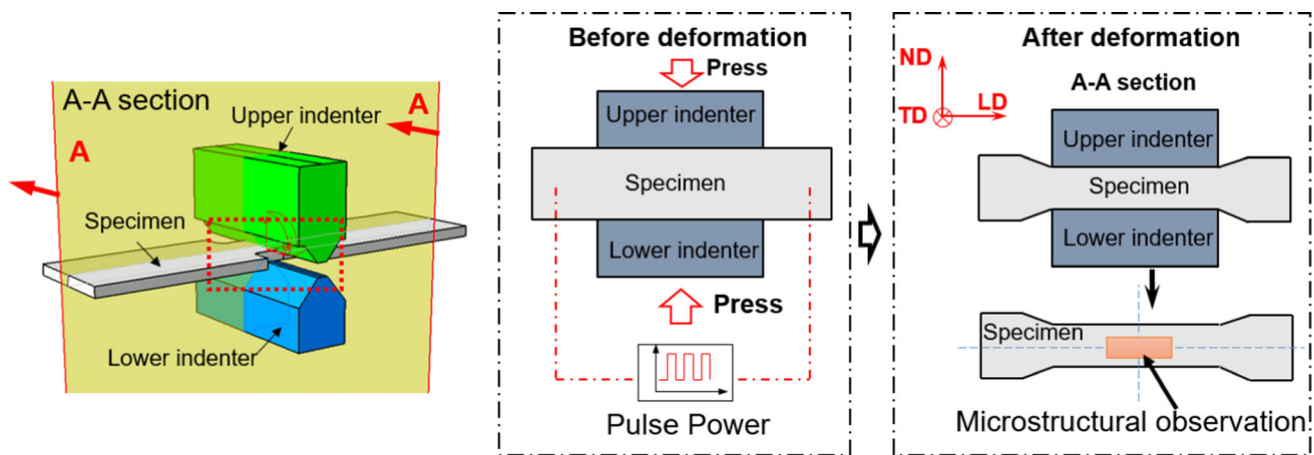 A-A section
A
Upper indenter
A
Specimen
Lower indenter
Before deformation
Press
Upper indenter
Specimen
Lower indenter
Press
Pulse Power
After deformation
ND
TD
LD
A-A section
Upper indenter
Specimen
Lower indenter
Specimen
Microstructural observation